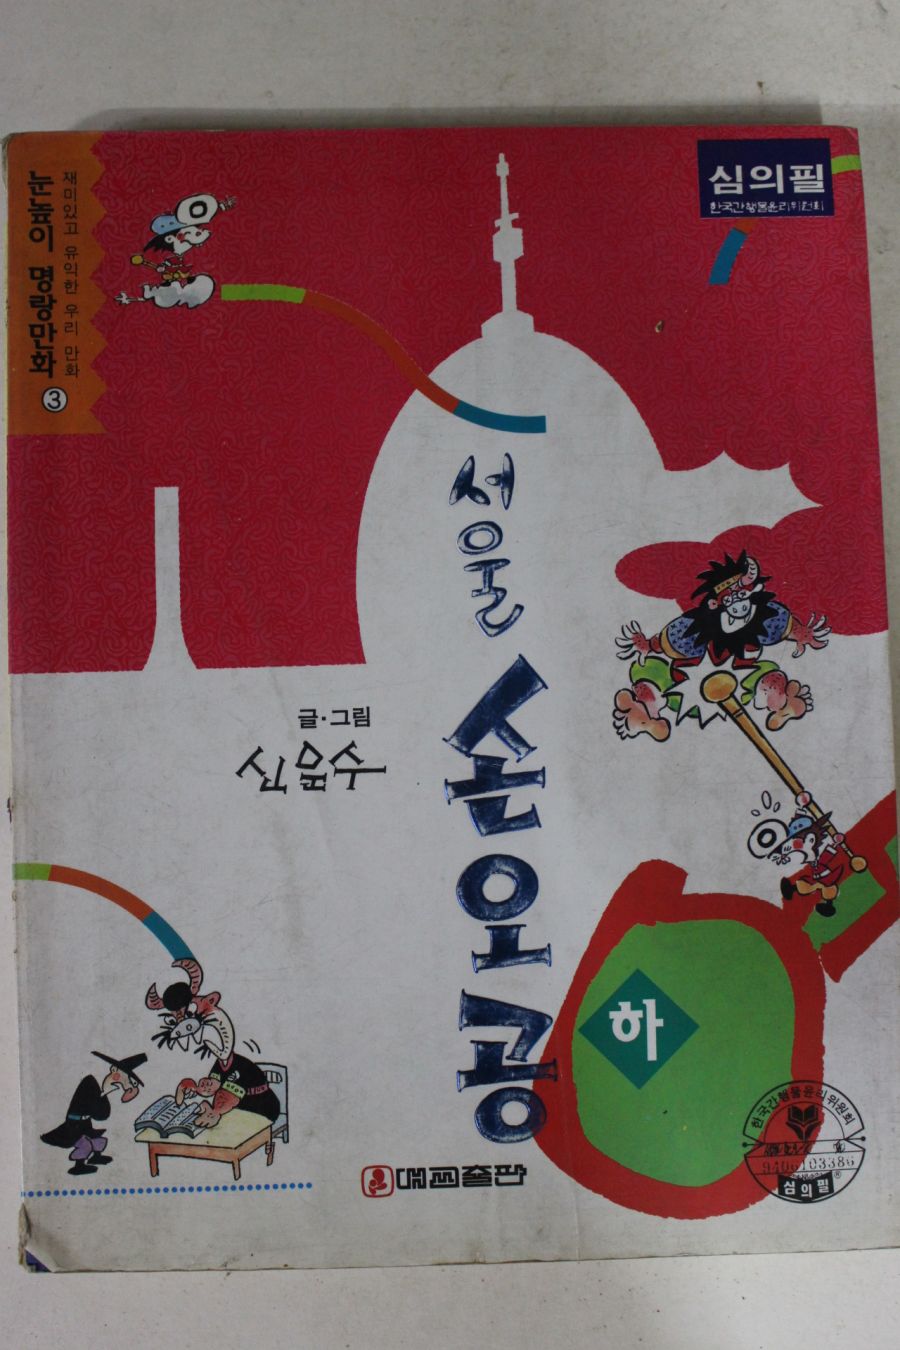 눈높이 명랑만화 ③
재미있고 유익한 우리 만화
심의필
한국간행물윤리위원회
서울
손오공
글·그림
하
대교출판
한국간행물윤리위원회
9406103386
심의필